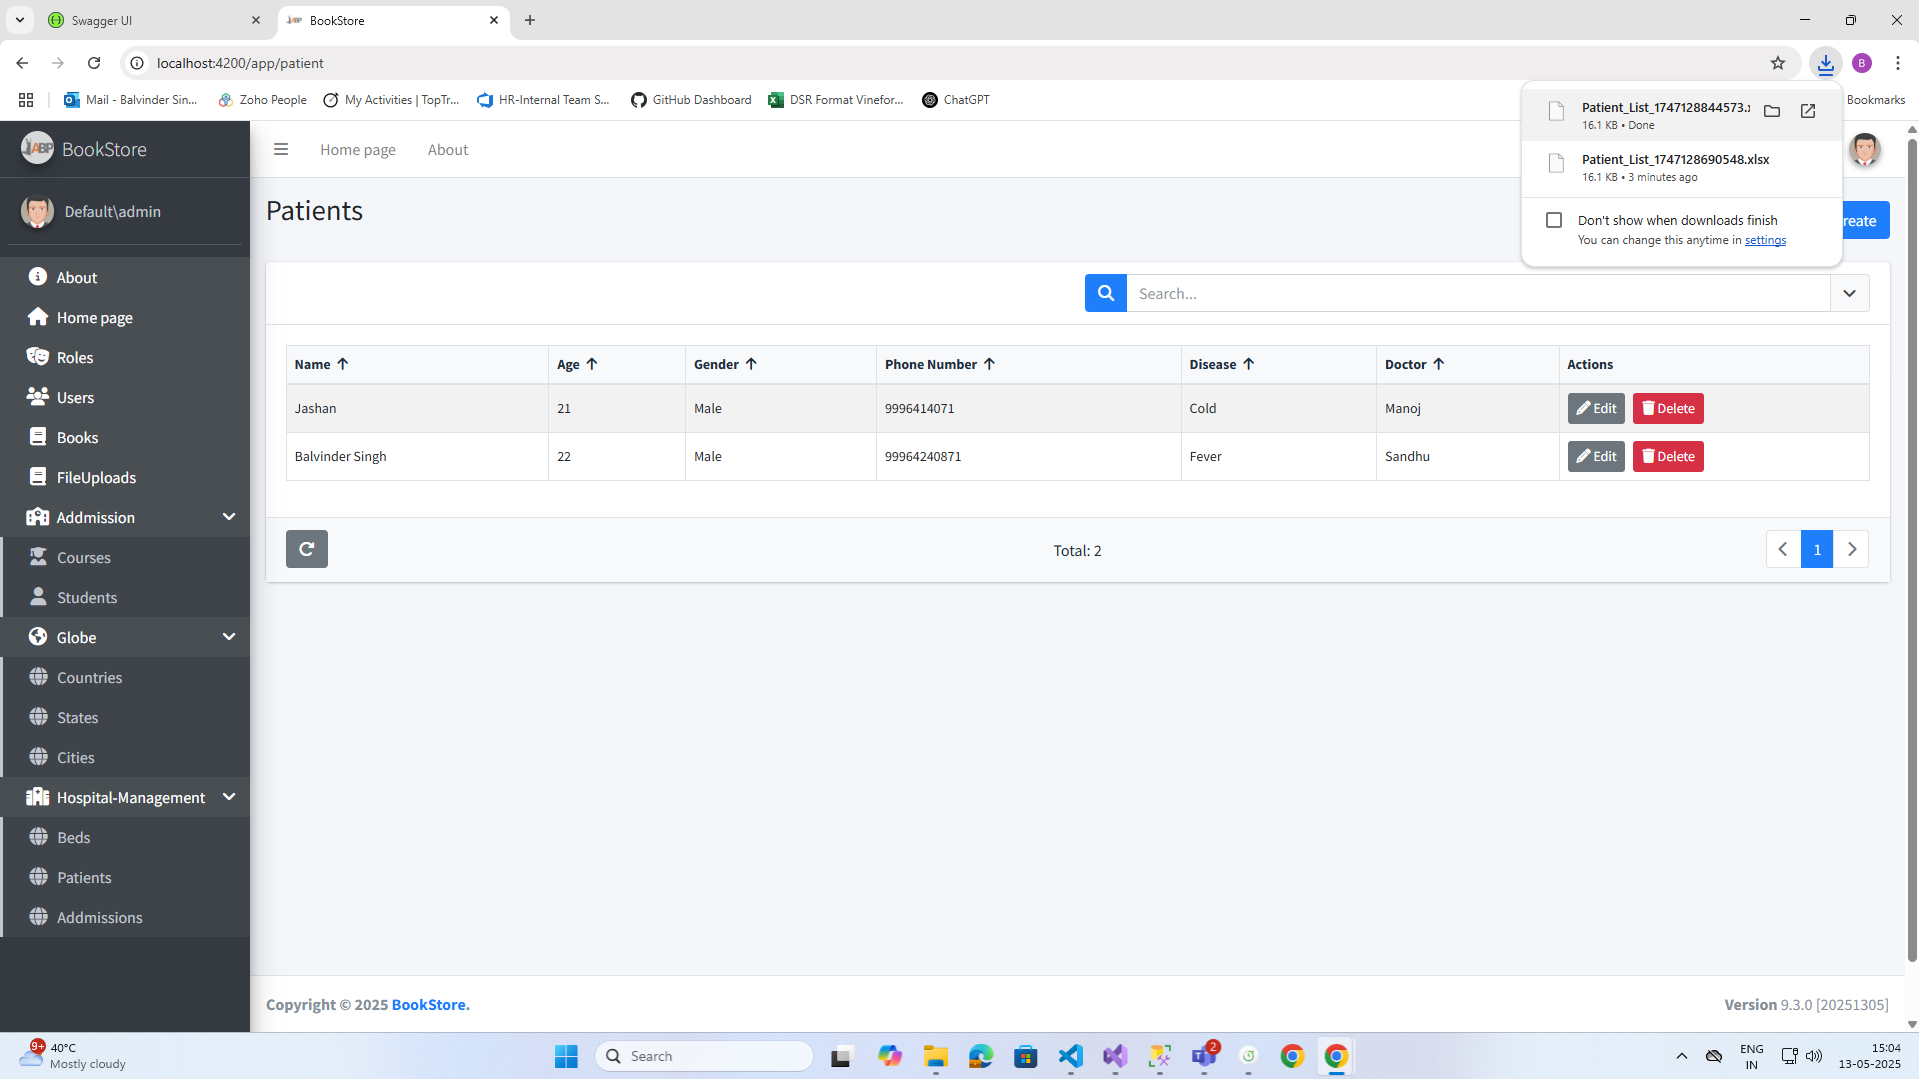 Swagger UI
BookStore
localhost:4200/app/patient
B
Mail - Balvinder Sin...
Zoho People
My Activities | TopTr...
HR-Internal Team S...
GitHub Dashboard
DSR Format Vinefor...
ChatGPT
Bookmarks
Patient_List_1747128844573.x
16.1 KB • Done
Patient_List_1747128690548.xlsx
16.1 KB • 3 minutes ago
Don't show when downloads finish
You can change this anytime in settings
ABP BookStore
Home page
About
Default\admin
Patients
reate
About
Home page
Roles
Users
Books
FileUploads
Addmission
Courses
Students
Globe
Countries
States
Cities
Hospital-Management
Beds
Patients
Addmissions
Search...
Name Age Gender Phone Number Disease Doctor Actions
Jashan 21 Male 9996414071 Cold Manoj Edit Delete
Balvinder Singh 22 Male 99964240871 Fever Sandhu Edit Delete
Total: 2
1
Copyright © 2025 BookStore.
Version 9.3.0 [20251305]
9+
40°C
Mostly cloudy
Search
2
ENG
IN
15:04
13-05-2025